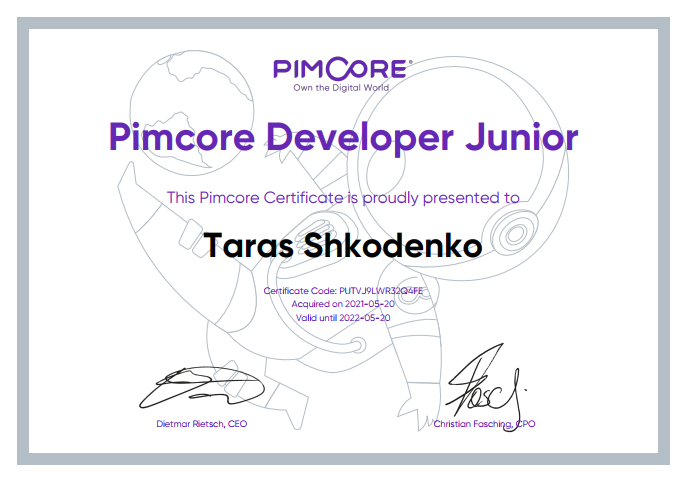 PIMCORE®
Own the Digital World
Pimcore Developer Junior
This Pimcore Certificate is proudly presented to
Taras Shkodenko
Certificate Code: PUTVJ9LWR32Q4FE
Acquired on 2021-05-20
Valid until 2022-05-20
Dietmar Rietsch, CEO
Christian Fasching, CPO